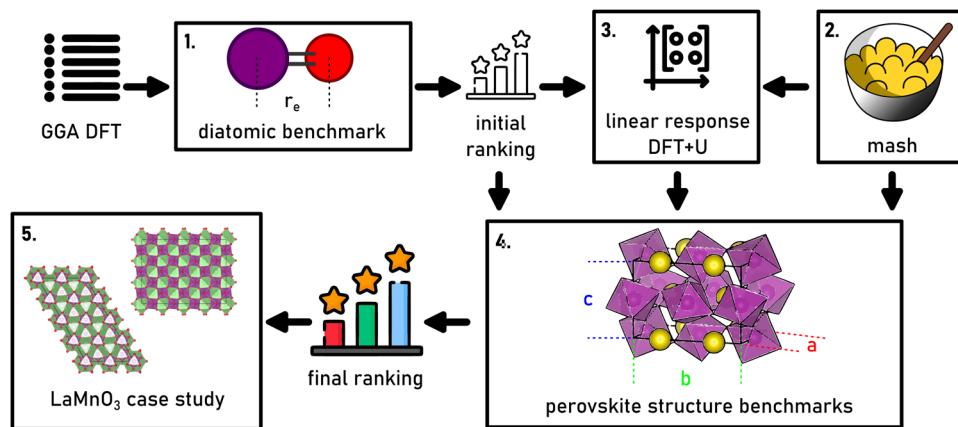 GGA DFT
1.
r_e
diatomic benchmark
initial
ranking
3.
linear response
DFT+U
2.
mash
4.
c
b
a
perovskite structure benchmarks
final ranking
5.
LaMnO₃ case study